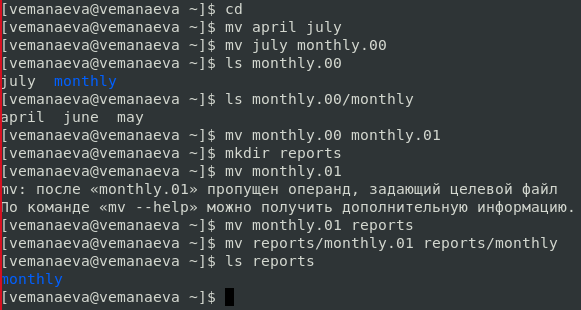 [vemanaeva@vemanaeva ~]$ cd
[vemanaeva@vemanaeva ~]$ mv april july
[vemanaeva@vemanaeva ~]$ mv july monthly.00
[vemanaeva@vemanaeva ~]$ ls monthly.00
july  monthly
[vemanaeva@vemanaeva ~]$ ls monthly.00/monthly
april  june  may
[vemanaeva@vemanaeva ~]$ mv monthly.00 monthly.01
[vemanaeva@vemanaeva ~]$ mkdir reports
[vemanaeva@vemanaeva ~]$ mv monthly.01
mv: после «monthly.01» пропущен операнд, задающий целевой файл
По команде «mv --help» можно получить дополнительную информацию.
[vemanaeva@vemanaeva ~]$ mv monthly.01 reports
[vemanaeva@vemanaeva ~]$ mv reports/monthly.01 reports/monthly
[vemanaeva@vemanaeva ~]$ ls reports
monthly
[vemanaeva@vemanaeva ~]$